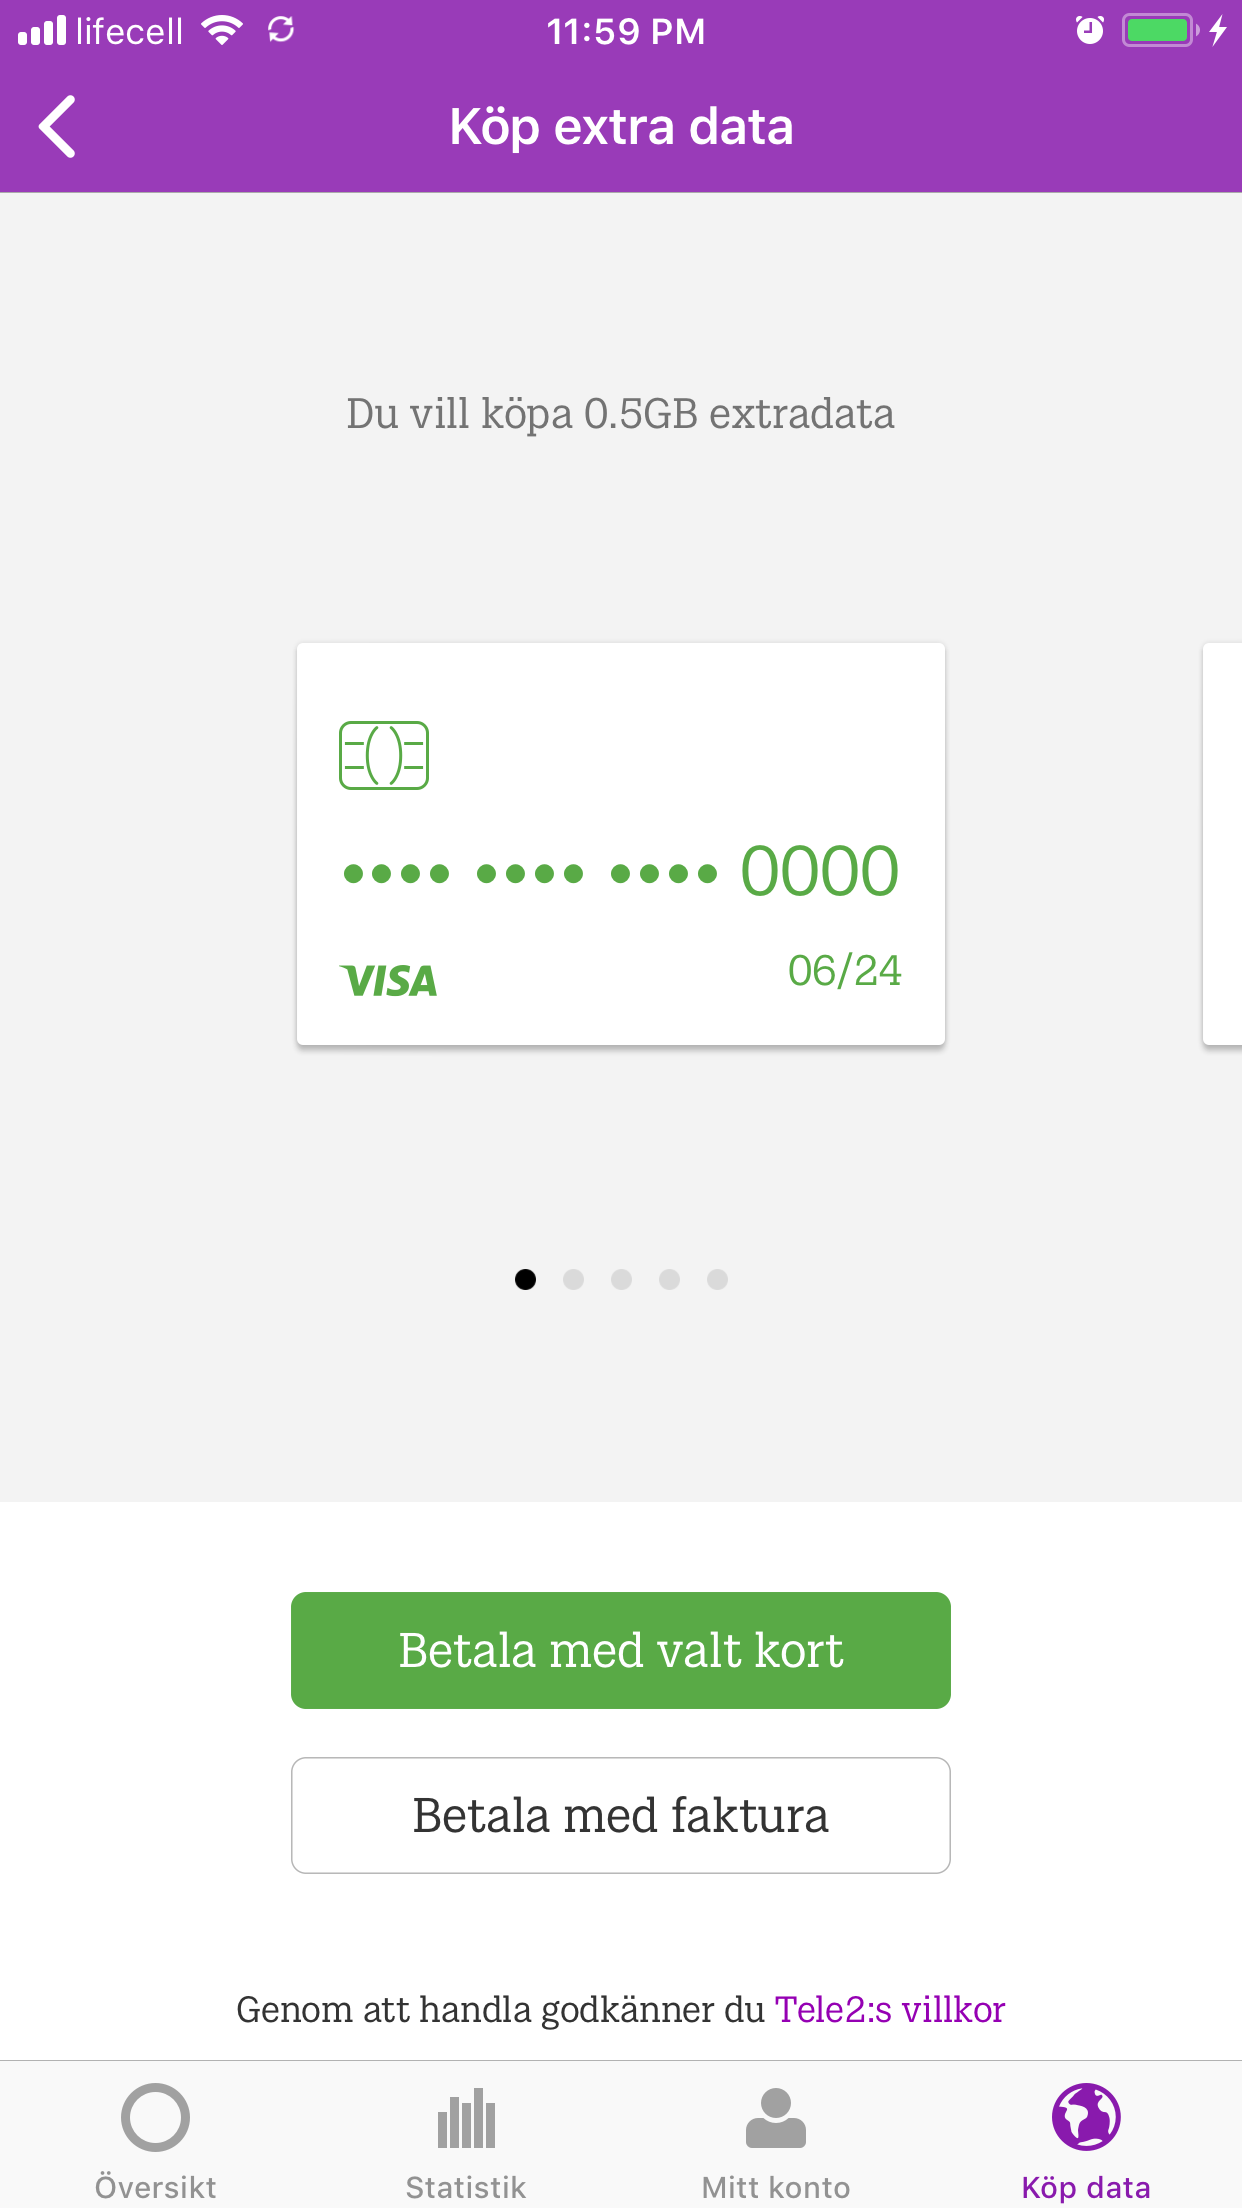 lifecell 11:59 PM
Köp extra data
Du vill köpa 0.5GB extradata
•••• •••• •••• 0000
VISA 06/24
Betala med valt kort
Betala med faktura
Genom att handla godkänner du Tele2:s villkor
Översikt Statistik Mitt konto Köp data